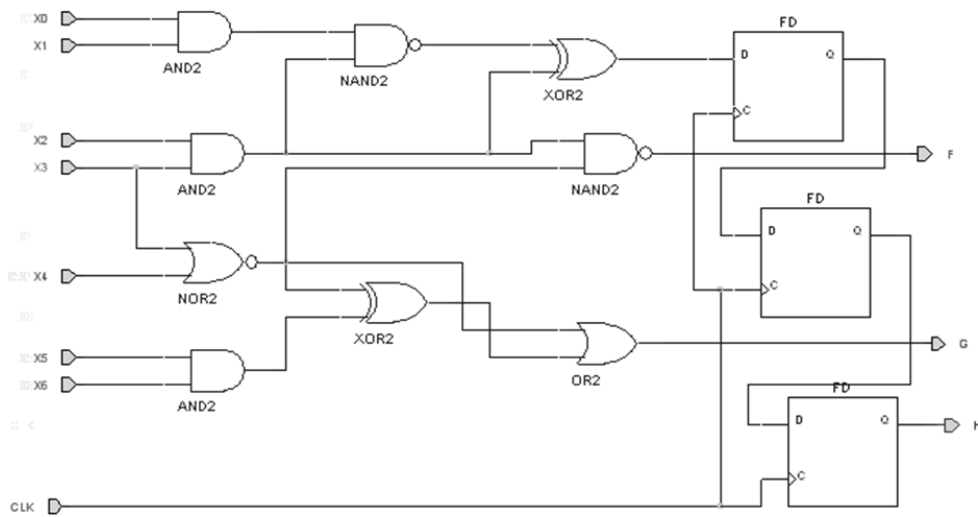 X0
X1
AND2
NAND2
XOR2
FD
D
Q
C
X2
X3
AND2
NAND2
F
FD
D
Q
C
X4
NOR2
XOR2
X5
X6
AND2
OR2
G
FD
D
Q
C
CLK